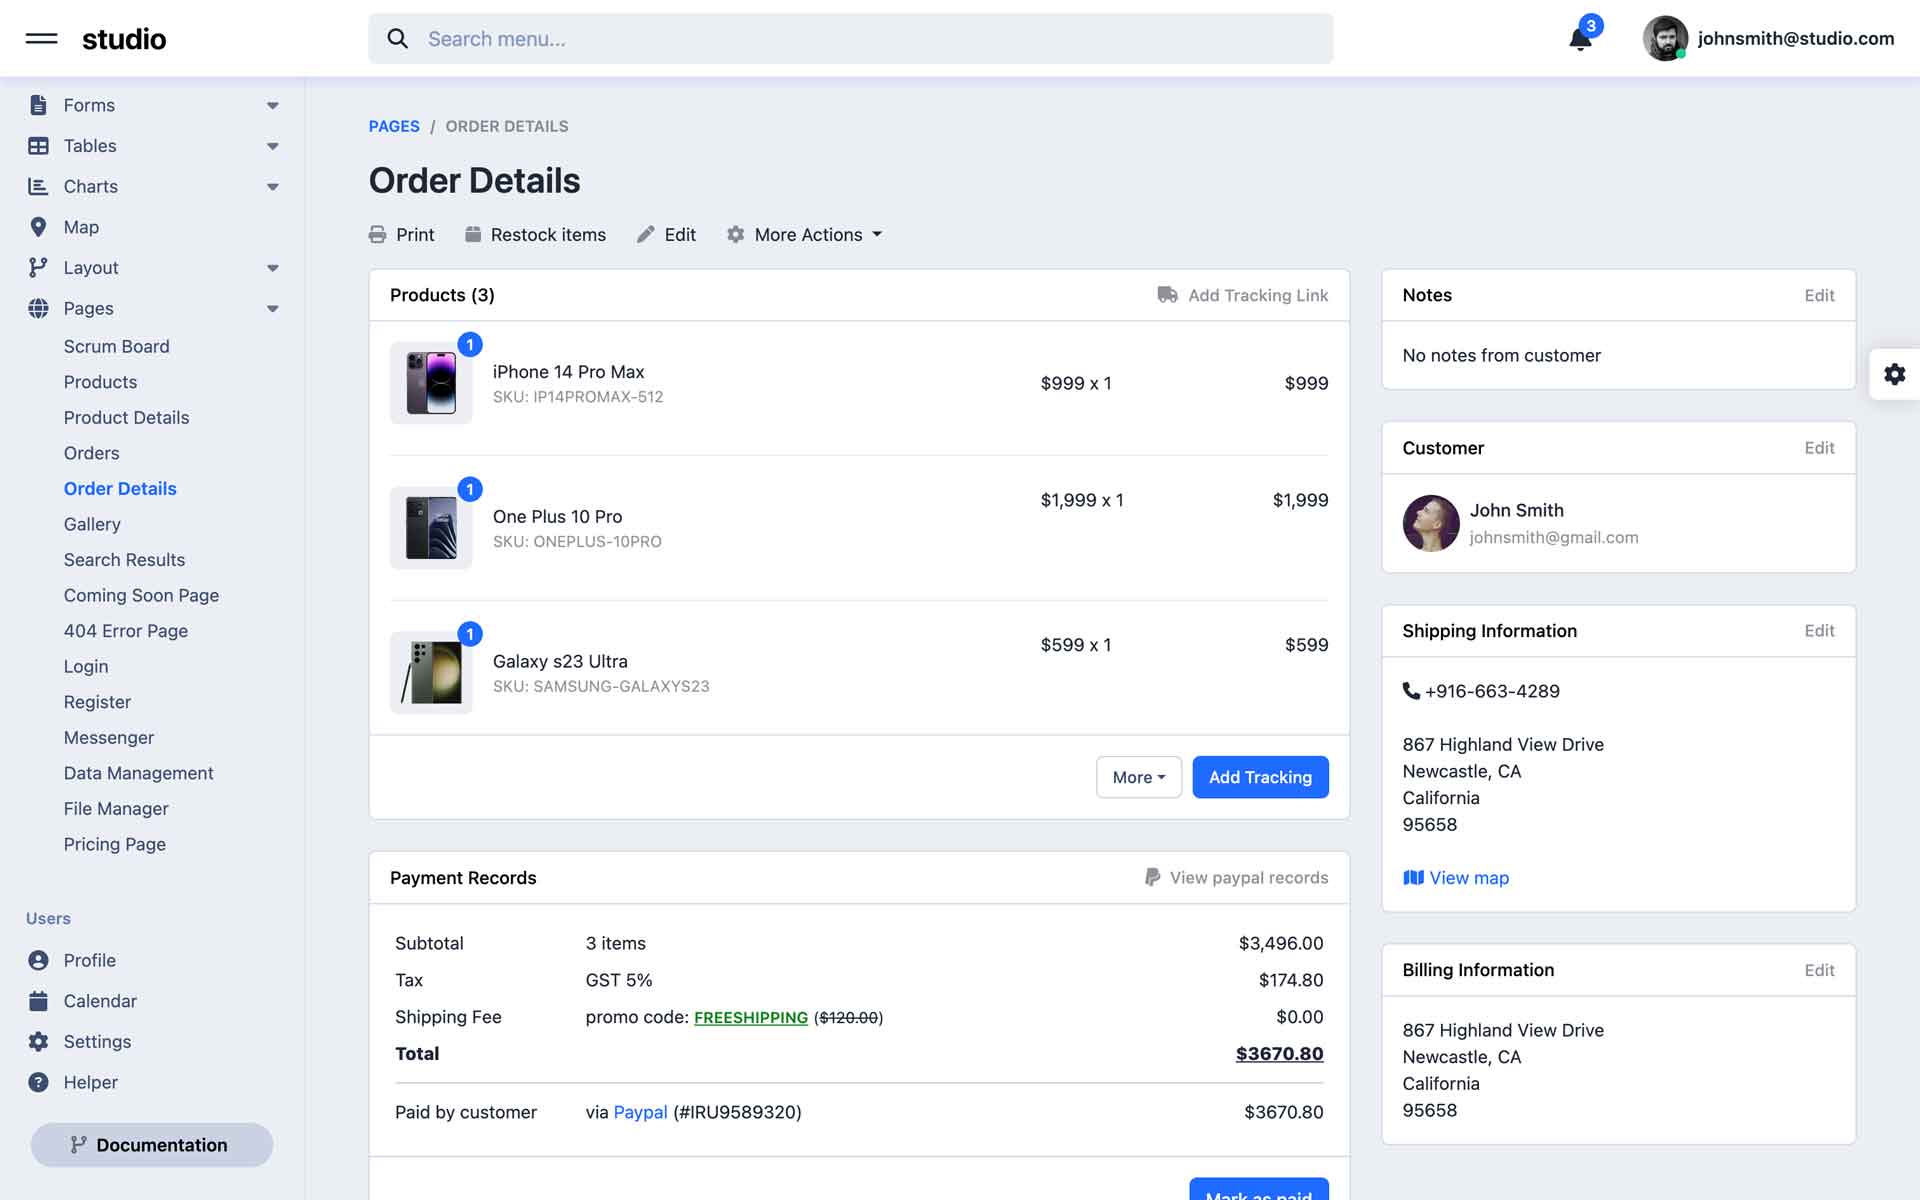 studio
Search menu...
3
johnsmith@studio.com
Forms
Tables
Charts
Map
Layout
Pages
Scrum Board
Products
Product Details
Orders
Order Details
Gallery
Search Results
Coming Soon Page
404 Error Page
Login
Register
Messenger
Data Management
File Manager
Pricing Page
Users
Profile
Calendar
Settings
Helper
Documentation
PAGES / ORDER DETAILS
Order Details
Print Restock items Edit More Actions
Products (3) Add Tracking Link
1
iPhone 14 Pro Max
SKU: IP14PROMAX-512
$999 x 1 $999
1
One Plus 10 Pro
SKU: ONEPLUS-10PRO
$1,999 x 1 $1,999
1
Galaxy s23 Ultra
SKU: SAMSUNG-GALAXYS23
$599 x 1 $599
More Add Tracking
Payment Records View paypal records
Subtotal 3 items $3,496.00
Tax GST 5% $174.80
Shipping Fee promo code: FREESHIPPING ($120.00) $0.00
Total $3670.80
Paid by customer via Paypal (#IRU9589320) $3670.80
Mark as paid
Notes Edit
No notes from customer
Customer Edit
John Smith
johnsmith@gmail.com
Shipping Information Edit
+916-663-4289
867 Highland View Drive
Newcastle, CA
California
95658
View map
Billing Information Edit
867 Highland View Drive
Newcastle, CA
California
95658